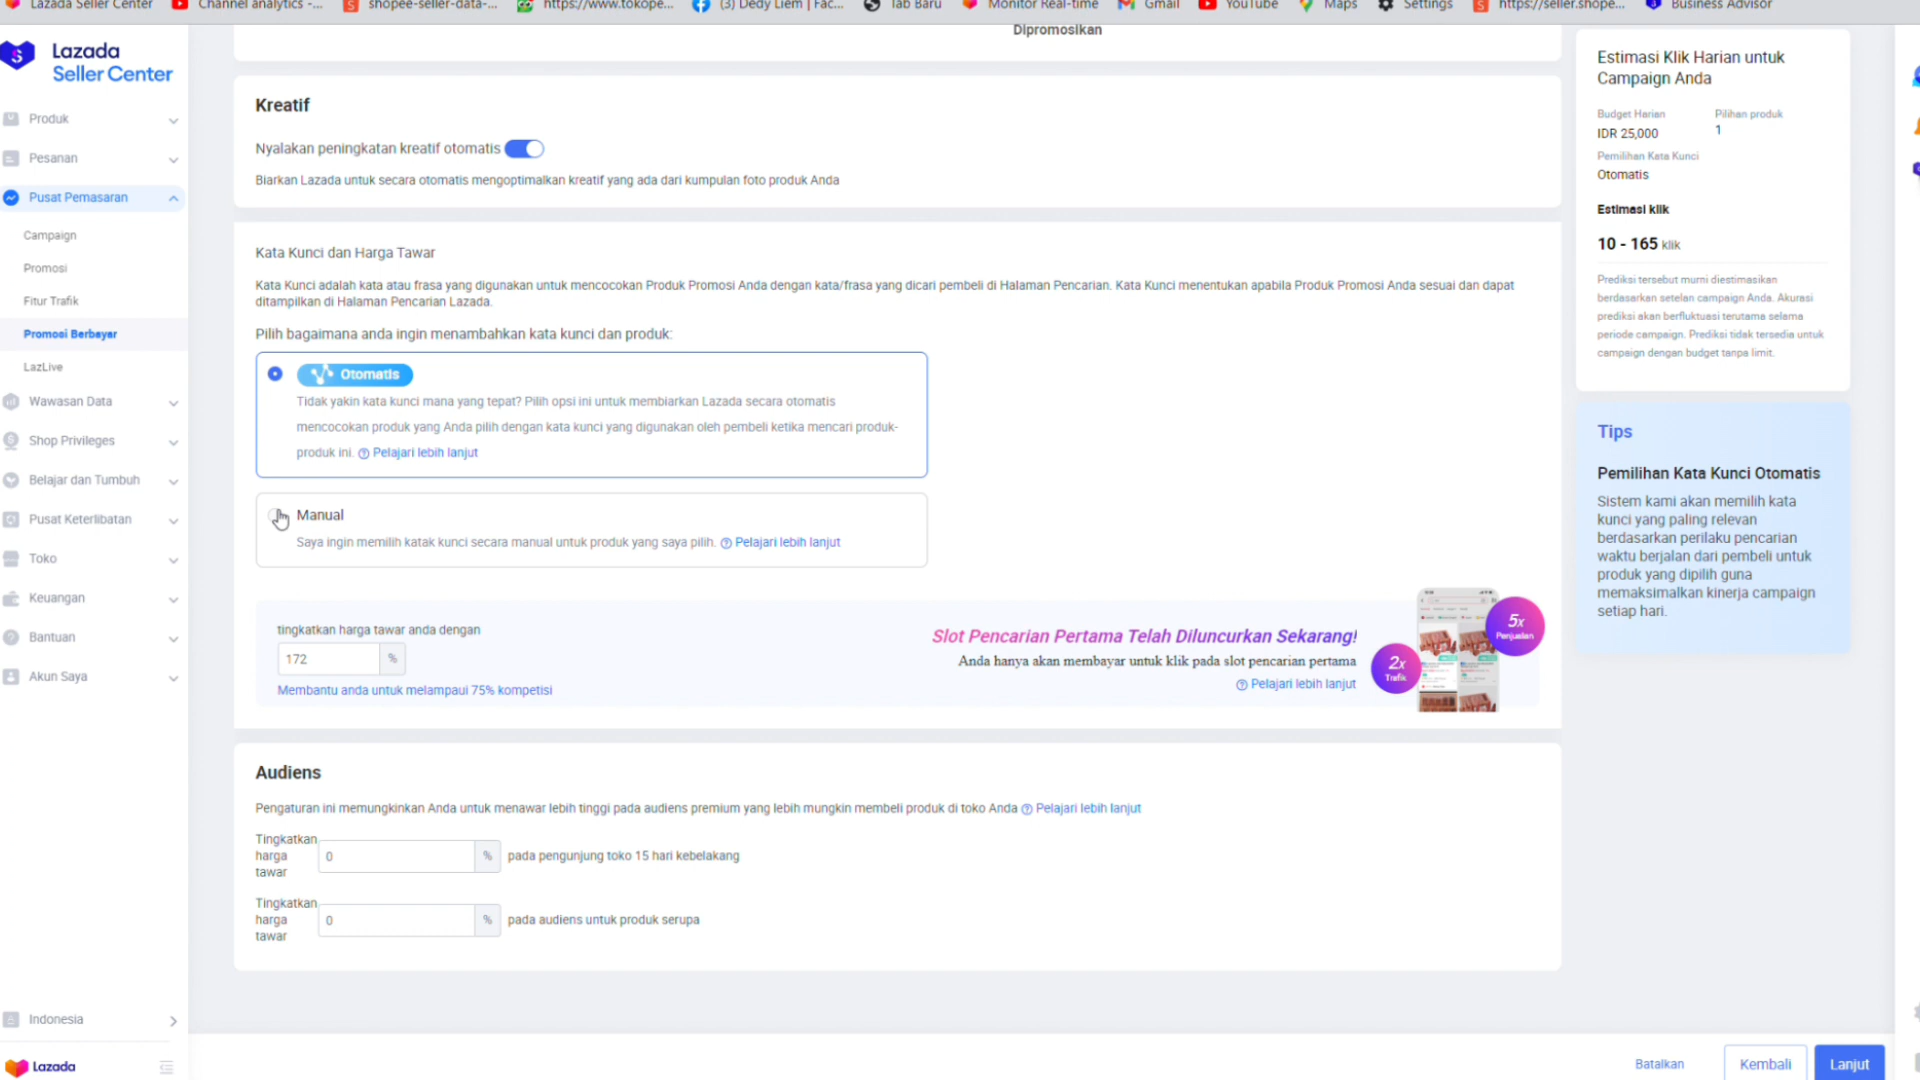 Lazada Seller Center
Channel analytics -...
shopee-seller-data-...
https://www.tokope...
(3) Dedy Liem | Fac...
Tab Baru
Monitor Real-time
Gmail
YouTube
Maps
Settings
https://seller.shope...
Business Advisor
Lazada
Seller Center
Produk
Pesanan
Pusat Pemasaran
Campaign
Promosi
Fitur Trafik
Promosi Berbayar
LazLive
Wawasan Data
Shop Privileges
Belajar dan Tumbuh
Pusat Keterlibatan
Toko
Keuangan
Bantuan
Akun Saya
Indonesia
Lazada
Dipromosikan
Kreatif
Nyalakan peningkatan kreatif otomatis
Biarkan Lazada untuk secara otomatis mengoptimalkan kreatif yang ada dari kumpulan foto produk Anda
Kata Kunci dan Harga Tawar
Kata Kunci adalah kata atau frasa yang digunakan untuk mencocokan Produk Promosi Anda dengan kata/frasa yang dicari pembeli di Halaman Pencarian. Kata Kunci menentukan apabila Produk Promosi Anda sesuai dan dapat
ditampilkan di Halaman Pencarian Lazada.
Pilih bagaimana anda ingin menambahkan kata kunci dan produk:
Otomatis
Tidak yakin kata kunci mana yang tepat? Pilih opsi ini untuk membiarkan Lazada secara otomatis
mencocokan produk yang Anda pilih dengan kata kunci yang digunakan oleh pembeli ketika mencari produk-
produk ini. Pelajari lebih lanjut
Manual
Saya ingin memilih katak kunci secara manual untuk produk yang saya pilih. Pelajari lebih lanjut
tingkatkan harga tawar anda dengan
172 %
Membantu anda untuk melampaui 75% kompetisi
Slot Pencarian Pertama Telah Diluncurkan Sekarang!
Anda hanya akan membayar untuk klik pada slot pencarian pertama
Pelajari lebih lanjut
2x
Trafik
5x
Penjualan
Audiens
Pengaturan ini memungkinkan Anda untuk menawar lebih tinggi pada audiens premium yang lebih mungkin membeli produk di toko Anda Pelajari lebih lanjut
Tingkatkan
harga
tawar
0 % pada pengunjung toko 15 hari kebelakang
Tingkatkan
harga
tawar
0 % pada audiens untuk produk serupa
Estimasi Klik Harian untuk
Campaign Anda
Budget Harian
IDR 25,000
Pilihan produk
1
Pemilihan Kata Kunci
Otomatis
Estimasi klik
10 - 165 klik
Prediksi tersebut murni diestimasikan
berdasarkan setelan campaign Anda. Akurasi
prediksi akan berfluktuasi terutama selama
periode campaign. Prediksi tidak tersedia untuk
campaign dengan budget tanpa limit.
Tips
Pemilihan Kata Kunci Otomatis
Sistem kami akan memilih kata
kunci yang paling relevan
berdasarkan perilaku pencarian
waktu berjalan dari pembeli untuk
produk yang dipilih guna
memaksimalkan kinerja campaign
setiap hari.
Batalkan
Kembali
Lanjut